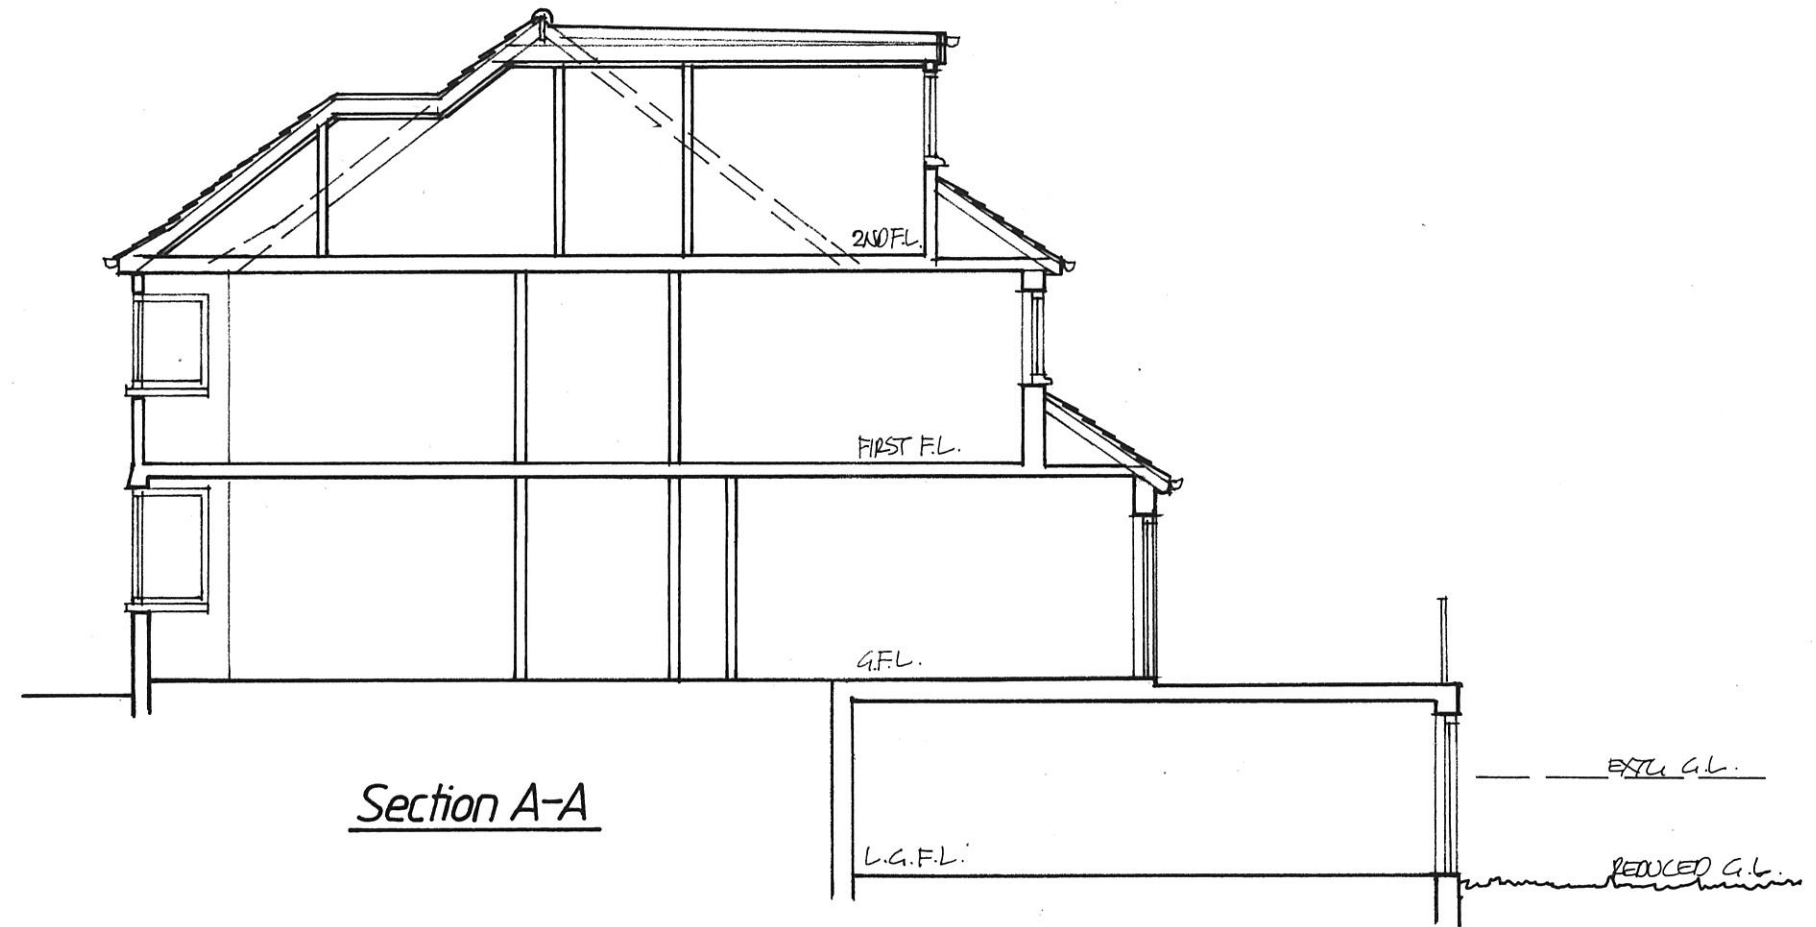 2ND F.L.
FIRST F.L.
G.F.L.
Section A-A
EXTG G.L.
L.G.F.L.
REDUCED G.L.